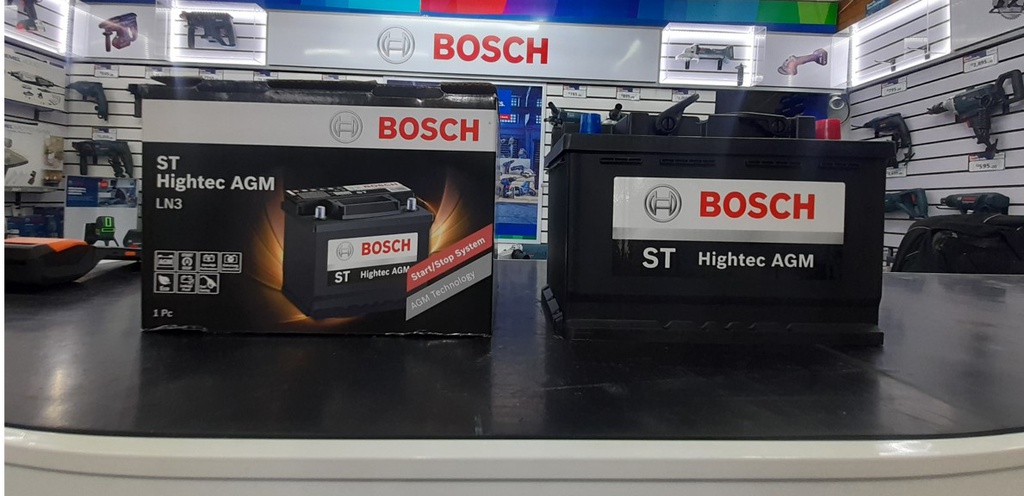 BOSCH
BOSCH
ST
Hightec AGM
LN3
BOSCH
ST Hightec AGM
Start/Stop System
AGM Technology
1 Pc
BOSCH
ST Hightec AGM